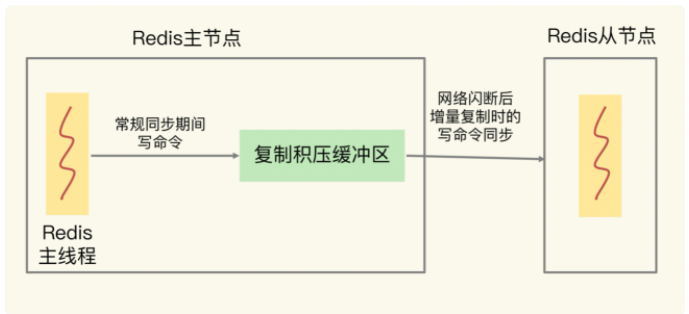 Redis主节点
Redis从节点
常规同步期间
写命令
复制积压缓冲区
网络闪断后
增量复制时的
写命令同步
Redis
主线程